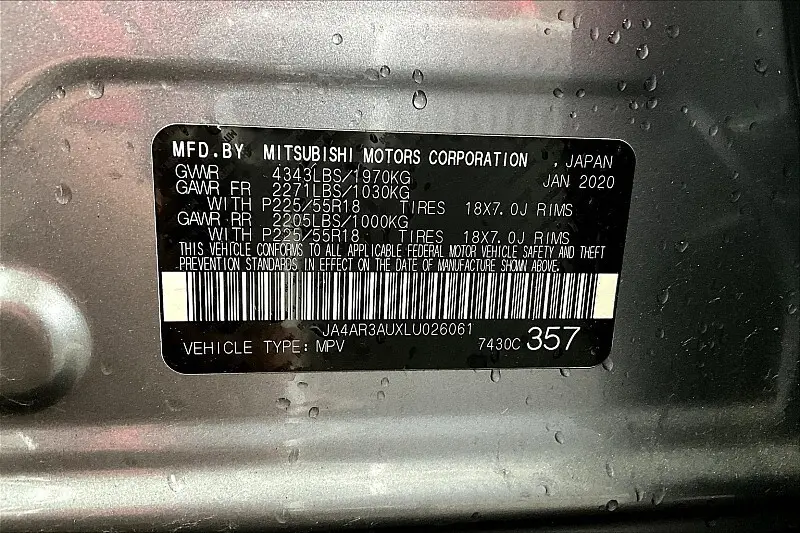 MFD.BY MITSUBISHI MOTORS CORPORATION , JAPAN
GVWR 4343LBS/1970KG JAN 2020
GAWR FR 2271LBS/1030KG
WITH P225/55R18 TIRES 18X7.0J RIMS
GAWR RR 2205LBS/1000KG
WITH P225/55R18 TIRES 18X7.0J RIMS
THIS VEHICLE CONFORMS TO ALL APPLICABLE FEDERAL MOTOR VEHICLE SAFETY AND THEFT
PREVENTION STANDARDS IN EFFECT ON THE DATE OF MANUFACTURE SHOWN ABOVE.
JA4AR3AUXLU026061
VEHICLE TYPE: MPV 7430C 357